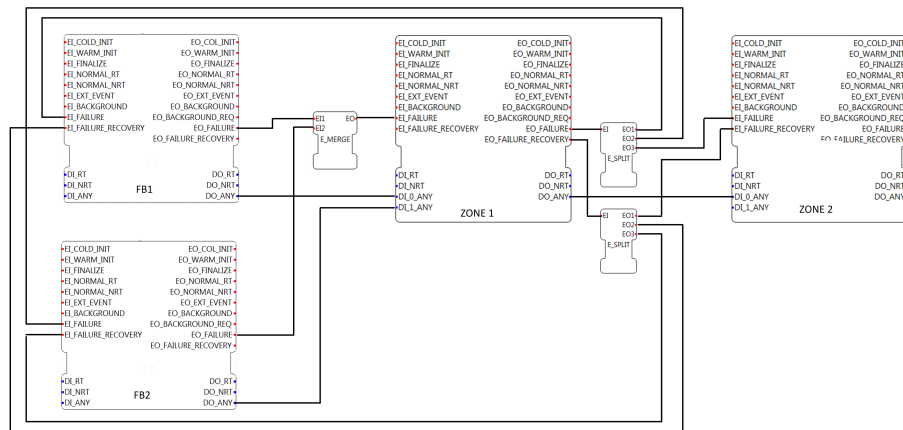 EI_COLD_INIT EO_COL_INIT
EI_WARM_INIT EO_WARM_INIT
EI_FINALIZE EO_FINALIZE
EI_NORMAL_RT EO_NORMAL_RT
EI_NORMAL_NRT EO_NORMAL_NRT
EI_EXT_EVENT EO_EXT_EVENT
EI_BACKGROUND EO_BACKGROUND
EI_FAILURE EO_BACKGROUND_REQ
EI_FAILURE_RECOVERY EO_FAILURE
EO_FAILURE_RECOVERY
DI_RT DO_RT
DI_NRT DO_NRT
DI_ANY DO_ANY
FB1
EI1 EO
EI2
E_MERGE
EI_COLD_INIT EO_COLD_INIT
EI_WARM_INIT EO_WARM_INIT
EI_FINALIZE EO_FINALIZE
EI_NORMAL_RT EO_NORMAL_RT
EI_NORMAL_NRT EO_NORMAL_NRT
EI_EXT_EVENT EO_EXT_EVENT
EI_BACKGROUND EO_BACKGROUND
EI_FAILURE EO_BACKGROUND_REQ
EI_FAILURE_RECOVERY EO_FAILURE
EO_FAILURE_RECOVERY
DI_RT DO_RT
DI_NRT DO_NRT
DI_0_ANY DO_ANY
DI_1_ANY
ZONE 1
EI EO1
EO2
EO3
E_SPLIT
EI EO1
EO2
EO3
E_SPLIT
EI_COLD_INIT EO_COLD_INIT
EI_WARM_INIT EO_WARM_INIT
EI_FINALIZE EO_FINALIZE
EI_NORMAL_RT EO_NORMAL_RT
EI_NORMAL_NRT EO_NORMAL_NRT
EI_EXT_EVENT EO_EXT_EVENT
EI_BACKGROUND EO_BACKGROUND
EI_FAILURE EO_BACKGROUND_REQ
EI_FAILURE_RECOVERY EO_FAILURE
DI_RT DO_RT
DI_NRT DO_NRT
DI_0_ANY DO_ANY
DI_1_ANY
ZONE 2
EI_COLD_INIT EO_COL_INIT
EI_WARM_INIT EO_WARM_INIT
EI_FINALIZE EO_FINALIZE
EI_NORMAL_RT EO_NORMAL_RT
EI_NORMAL_NRT EO_NORMAL_NRT
EI_EXT_EVENT EO_EXT_EVENT
EI_BACKGROUND EO_BACKGROUND
EI_FAILURE EO_BACKGROUND_REQ
EI_FAILURE_RECOVERY EO_FAILURE
EO_FAILURE_RECOVERY
DI_RT DO_RT
DI_NRT DO_NRT
DI_ANY DO_ANY
FB2